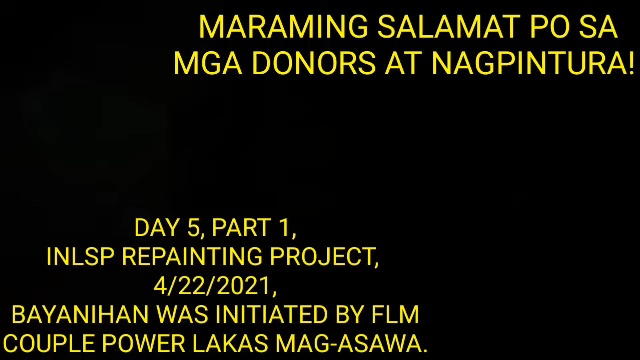 MARAMING SALAMAT PO SA
MGA DONORS AT NAGPINTURA!
DAY 5, PART 1,
INLSP REPAINTING PROJECT,
4/22/2021,
BAYANIHAN WAS INITIATED BY FLM
COUPLE POWER LAKAS MAG-ASAWA.